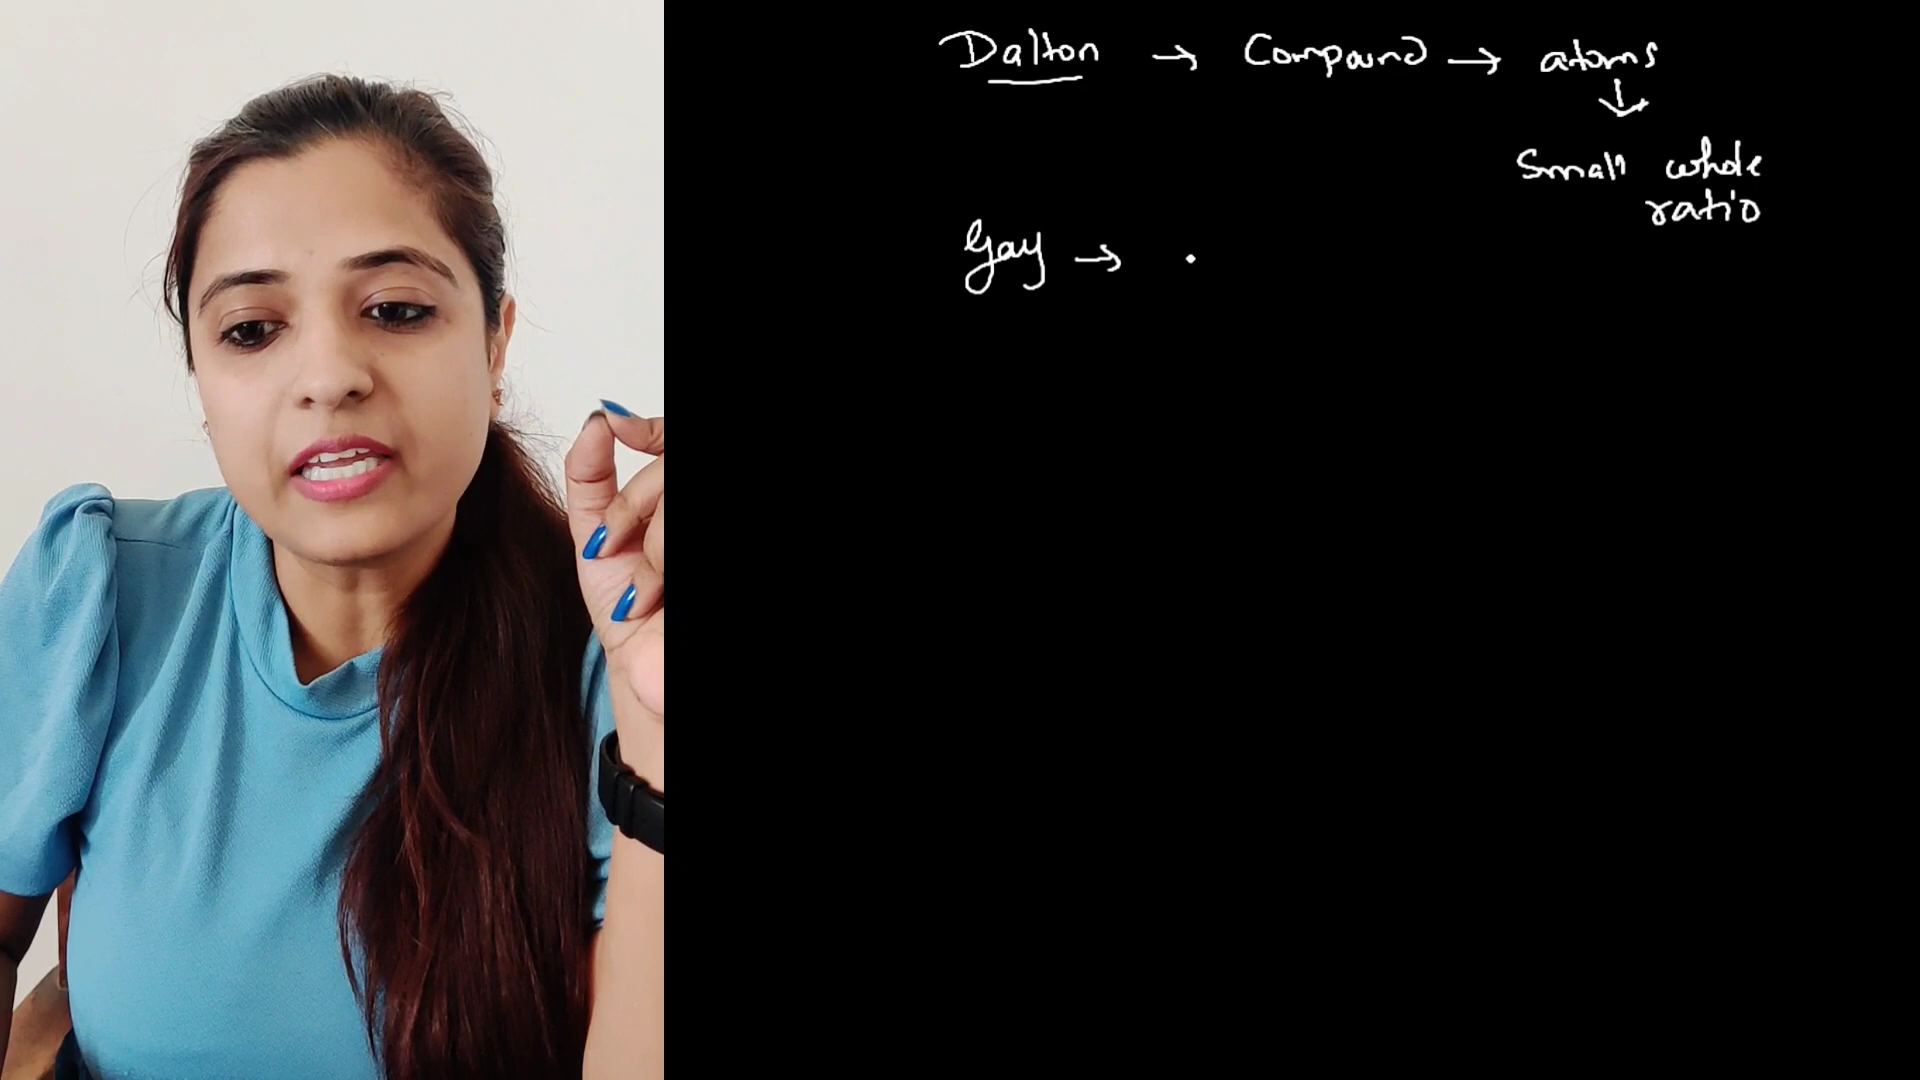 Dalton → Compound → atoms
↓
Small whole
ratio
Gay → .